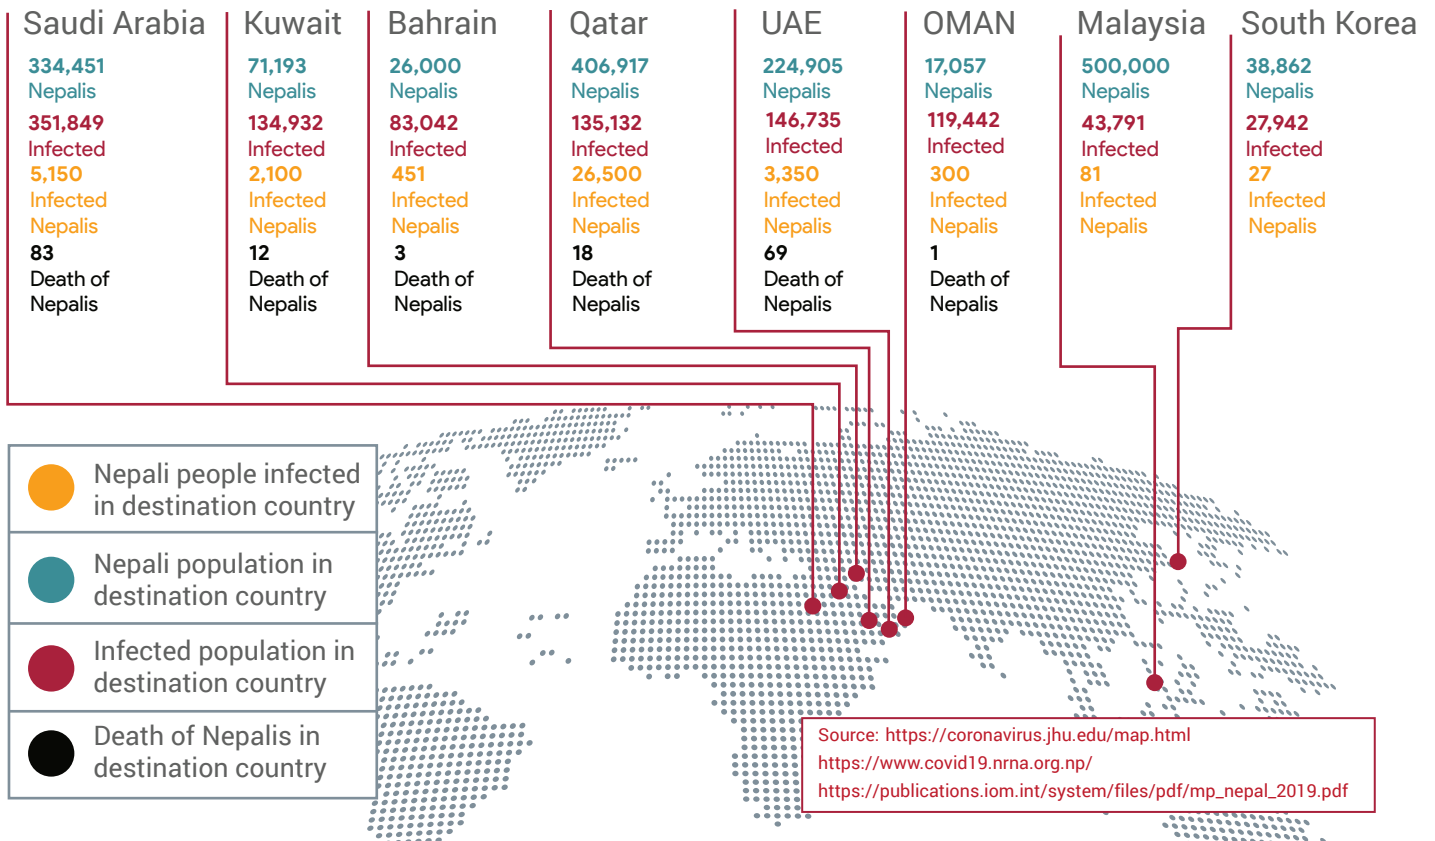 Saudi Arabia
334,451
Nepalis
351,849
Infected
5,150
Infected
Nepalis
83
Death of
Nepalis
Kuwait
71,193
Nepalis
134,932
Infected
2,100
Infected
Nepalis
12
Death of
Nepalis
Bahrain
26,000
Nepalis
83,042
Infected
451
Infected
Nepalis
3
Death of
Nepalis
Qatar
406,917
Nepalis
135,132
Infected
26,500
Infected
Nepalis
18
Death of
Nepalis
UAE
224,905
Nepalis
146,735
Infected
3,350
Infected
Nepalis
69
Death of
Nepalis
OMAN
17,057
Nepalis
119,442
Infected
300
Infected
Nepalis
1
Death of
Nepalis
Malaysia
500,000
Nepalis
43,791
Infected
81
Infected
Nepalis
South Korea
38,862
Nepalis
27,942
Infected
27
Infected
Nepalis
Nepali people infected
in destination country
Nepali population in
destination country
Infected population in
destination country
Death of Nepalis in
destination country
Source: https://coronavirus.jhu.edu/map.html
https://www.covid19.nrna.org.np/
https://publications.iom.int/system/files/pdf/mp_nepal_2019.pdf